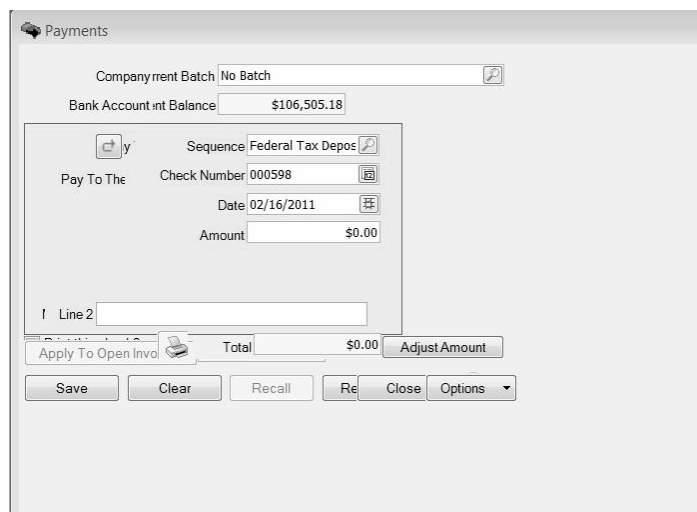 Payments
Company rrent Batch No Batch
Bank Account nt Balance $106,505.18
y Sequence Federal Tax Depos
Pay To The Check Number 000598
Date 02/16/2011
Amount $0.00
Line 2
Apply To Open Invo Total $0.00 Adjust Amount
Save Clear Recall Re Close Options